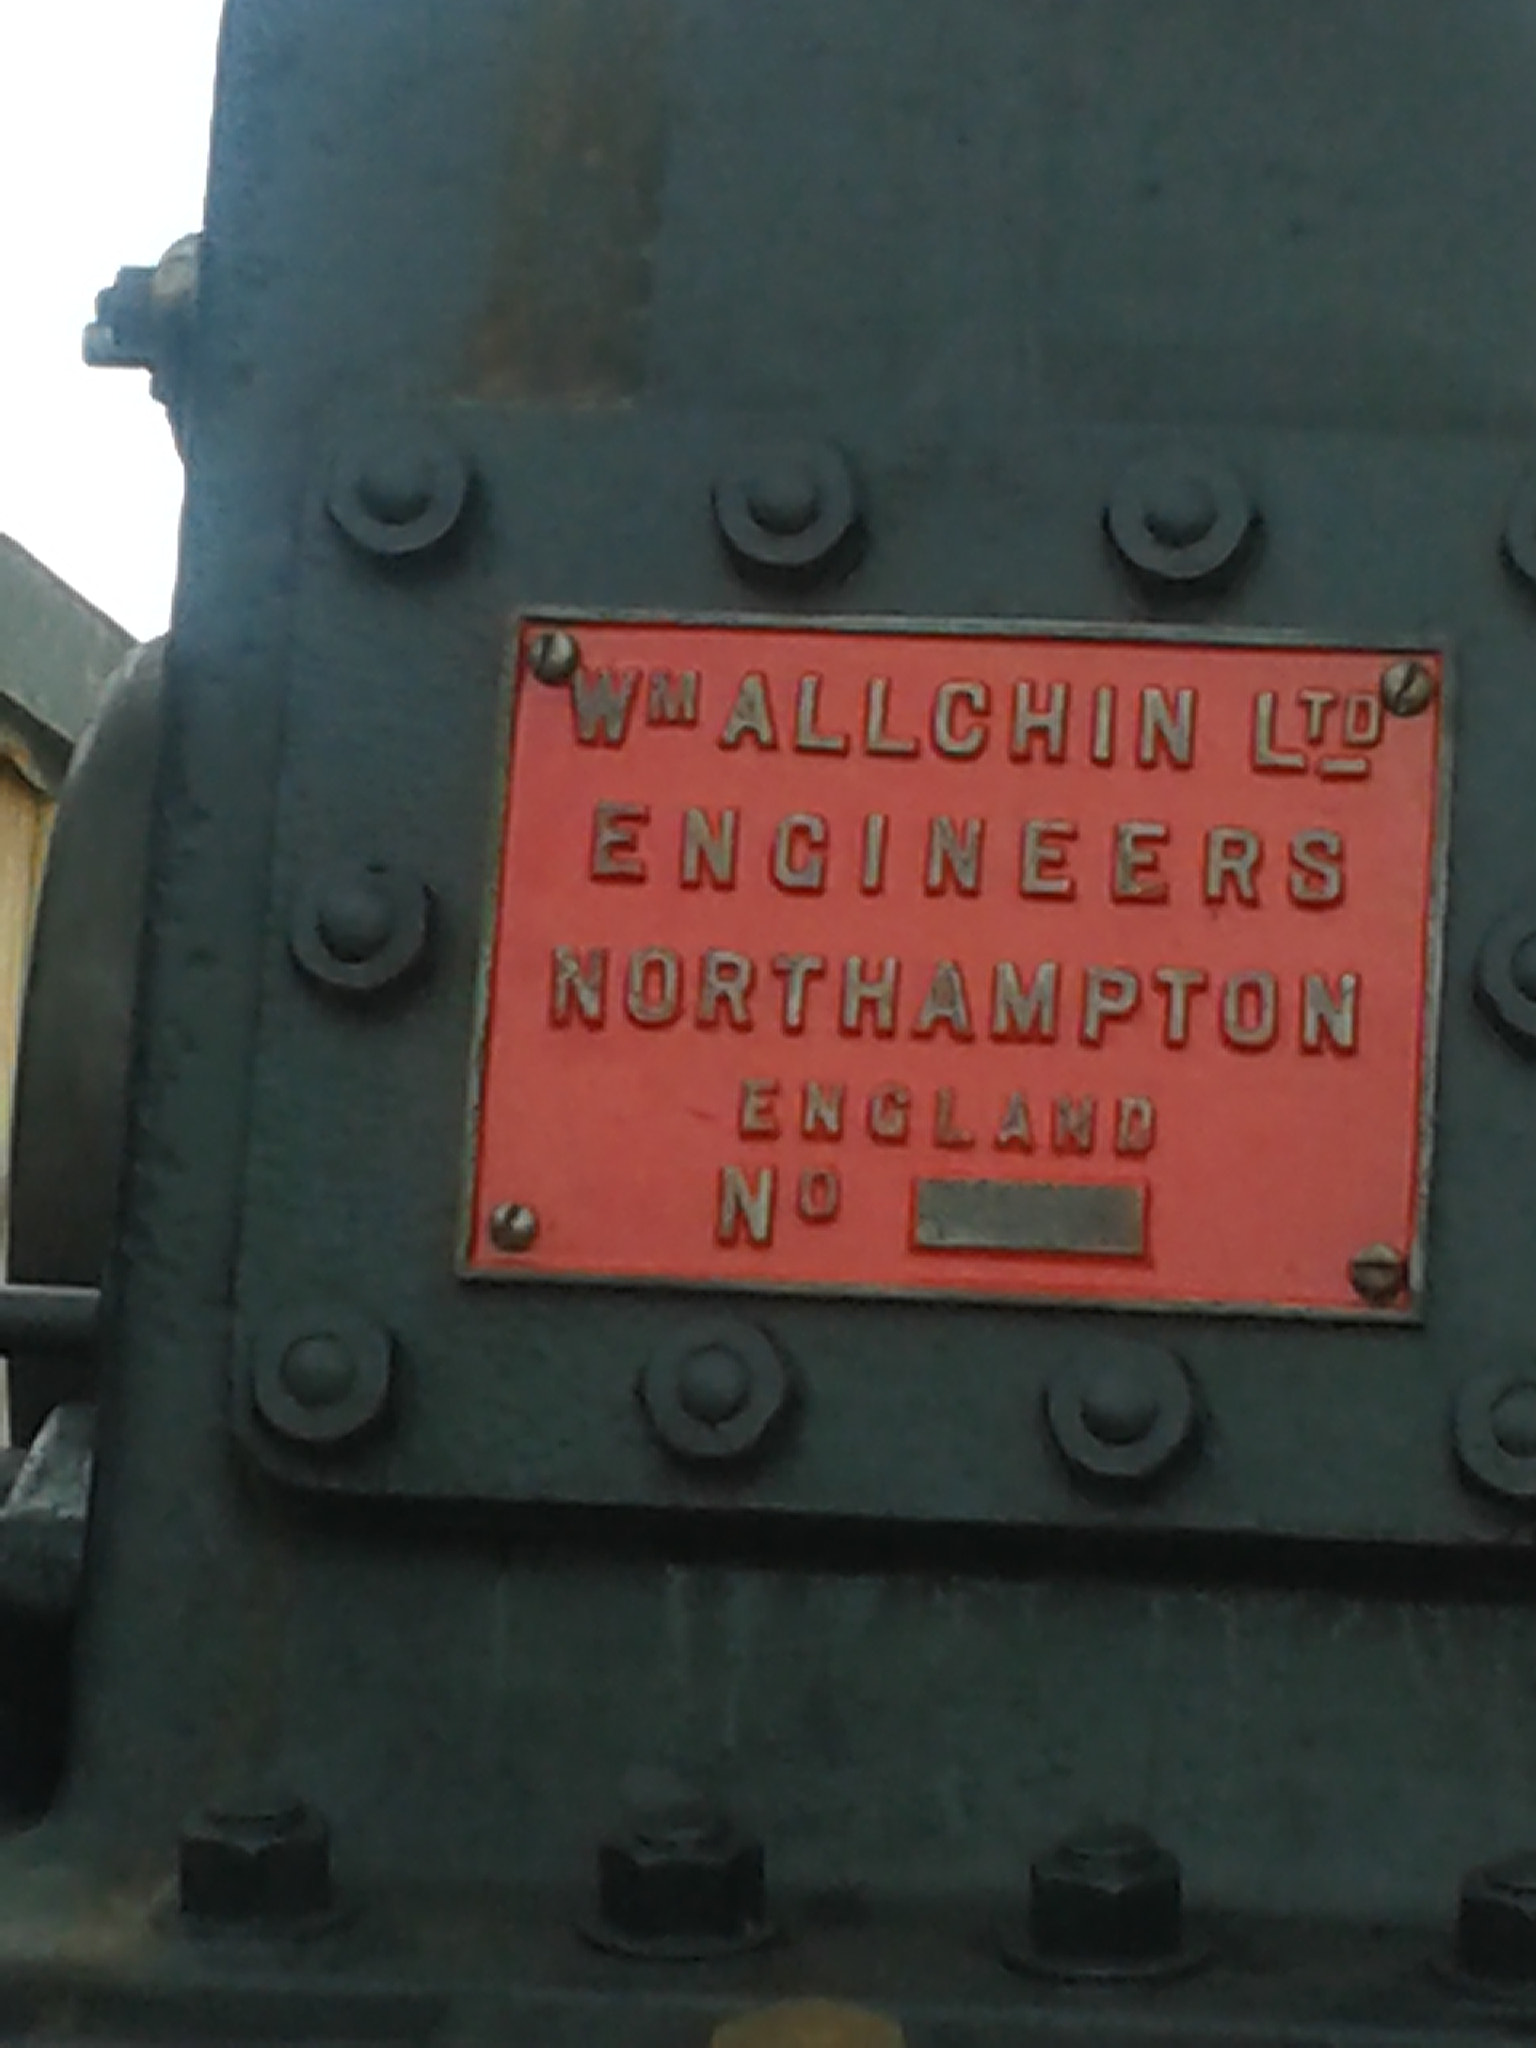 WM ALLCHIN LTD
ENGINEERS
NORTHAMPTON
ENGLAND
NO